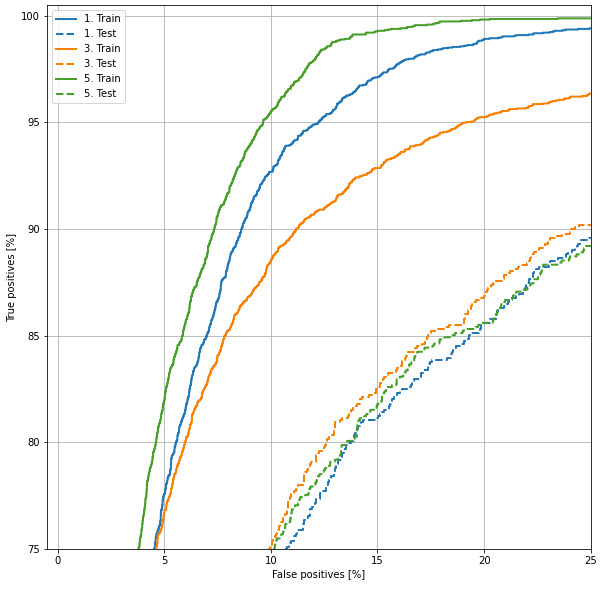 1. Train
1. Test
3. Train
3. Test
5. Train
5. Test
100
95
90
85
80
75
True positives [%]
0 5 10 15 20 25
False positives [%]